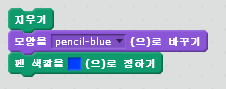 지우기
모양을 pencil-blue (으)로 바꾸기
펜 색깔을 (으)로 정하기